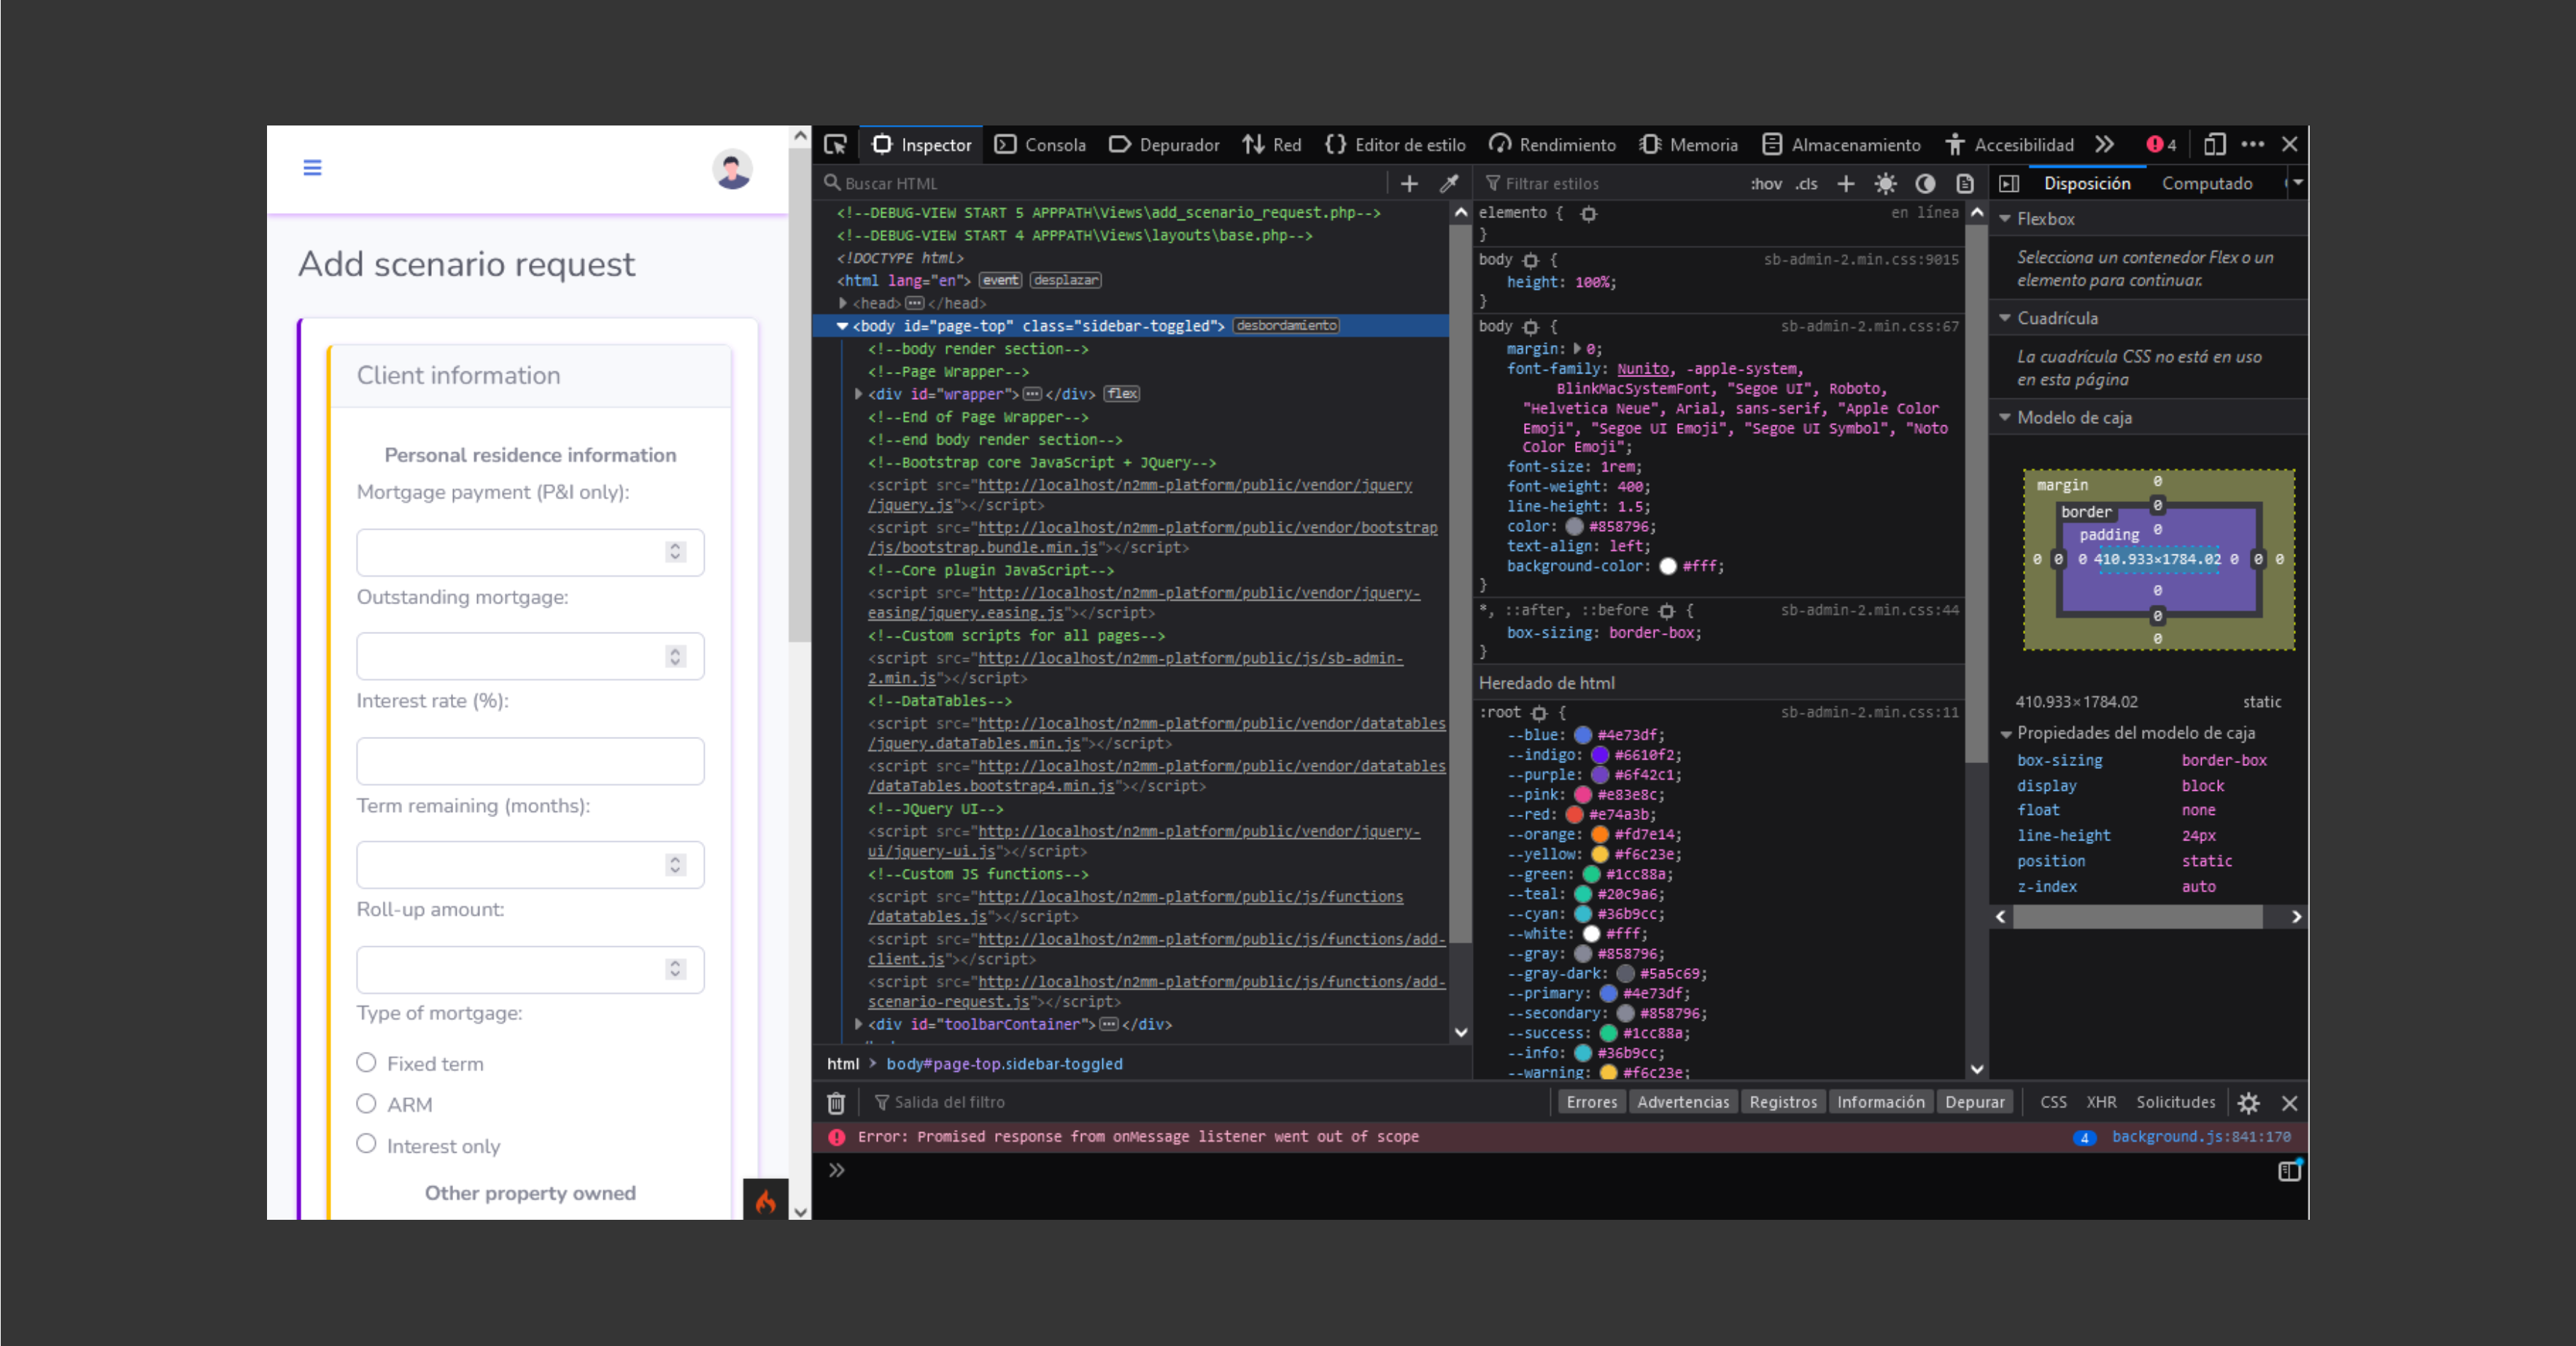 Add scenario request
Client information
Personal residence information
Mortgage payment (P&I only):
Outstanding mortgage:
Interest rate (%):
Term remaining (months):
Roll-up amount:
Type of mortgage:
Fixed term
ARM
Interest only
Other property owned
Inspector
Consola
Depurador
Red
Editor de estilo
Rendimiento
Memoria
Almacenamiento
Accesibilidad
4
Buscar HTML
<!--DEBUG-VIEW START 5 APPPATH\Views\add_scenario_request.php-->
<!--DEBUG-VIEW START 4 APPPATH\Views\layouts\base.php-->
<!DOCTYPE html>
<html lang="en"> event desplazar
<head> ••• </head>
<body id="page-top" class="sidebar-toggled"> desbordamiento
<!--body render section-->
<!--Page Wrapper-->
<div id="wrapper"> ••• </div> flex
<!--End of Page Wrapper-->
<!--end body render section-->
<!--Bootstrap core JavaScript + JQuery-->
<script src="http://localhost/n2mm-platform/public/vendor/jquery
/jquery.js"></script>
<script src="http://localhost/n2mm-platform/public/vendor/bootstrap
/js/bootstrap.bundle.min.js"></script>
<!--Core plugin JavaScript-->
<script src="http://localhost/n2mm-platform/public/vendor/jquery-
easing/jquery.easing.js"></script>
<!--Custom scripts for all pages-->
<script src="http://localhost/n2mm-platform/public/js/sb-admin-
2.min.js"></script>
<!--DataTables-->
<script src="http://localhost/n2mm-platform/public/vendor/datatables
/jquery.dataTables.min.js"></script>
<script src="http://localhost/n2mm-platform/public/vendor/datatables
/dataTables.bootstrap4.min.js"></script>
<!--JQuery UI-->
<script src="http://localhost/n2mm-platform/public/vendor/jquery-
ui/jquery-ui.js"></script>
<!--Custom JS functions-->
<script src="http://localhost/n2mm-platform/public/js/functions
/datatables.js"></script>
<script src="http://localhost/n2mm-platform/public/js/functions/add-
client.js"></script>
<script src="http://localhost/n2mm-platform/public/js/functions/add-
scenario-request.js"></script>
<div id="toolbarContainer"> ••• </div>
html > body#page-top.sidebar-toggled
Filtrar estilos
:hov .cls +
elemento { en línea
}
body { sb-admin-2.min.css:9015
height: 100%;
}
body { sb-admin-2.min.css:67
margin: 0;
font-family: Nunito, -apple-system,
BlinkMacSystemFont, "Segoe UI", Roboto,
"Helvetica Neue", Arial, sans-serif, "Apple Color
Emoji", "Segoe UI Emoji", "Segoe UI Symbol", "Noto
Color Emoji";
font-size: 1rem;
font-weight: 400;
line-height: 1.5;
color: #858796;
text-align: left;
background-color: #fff;
}
*, ::after, ::before { sb-admin-2.min.css:44
box-sizing: border-box;
}
Heredado de html
:root { sb-admin-2.min.css:11
--blue: #4e73df;
--indigo: #6610f2;
--purple: #6f42c1;
--pink: #e83e8c;
--red: #e74a3b;
--orange: #fd7e14;
--yellow: #f6c23e;
--green: #1cc88a;
--teal: #20c9a6;
--cyan: #36b9cc;
--white: #fff;
--gray: #858796;
--gray-dark: #5a5c69;
--primary: #4e73df;
--secondary: #858796;
--success: #1cc88a;
--info: #36b9cc;
--warning: #f6c23e;
Disposición
Computado
Flexbox
Selecciona un contenedor Flex o un
elemento para continuar.
Cuadrícula
La cuadrícula CSS no está en uso
en esta página
Modelo de caja
margin 0
border 0
padding 0
0 0 0 410.933×1784.02 0 0 0
0
0
0
410.933×1784.02 static
Propiedades del modelo de caja
box-sizing border-box
display block
float none
line-height 24px
position static
z-index auto
Salida del filtro
Errores
Advertencias
Registros
Información
Depurar
CSS
XHR
Solicitudes
Error: Promised response from onMessage listener went out of scope 4 background.js:841:170